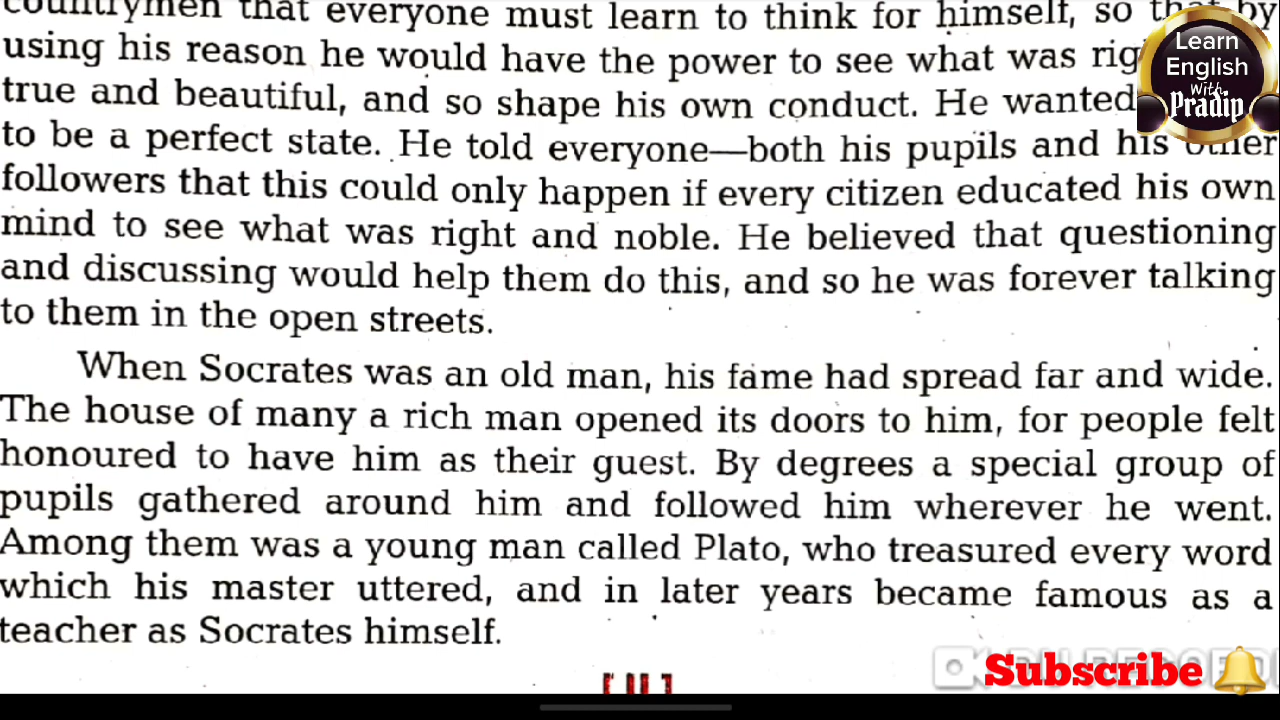 countrymen that everyone must learn to think for himself, so that by
using his reason he would have the power to see what was
true and beautiful, and so shape his own conduct. He wanted
to be a perfect state. He told everyone—both his pupils and his other
followers that this could only happen if every citizen educated his own
mind to see what was right and noble. He believed that questioning
and discussing would help them do this, and so he was forever talking
to them in the open streets.
When Socrates was an old man, his fame had spread far and wide.
The house of many a rich man opened its doors to him, for people felt
honoured to have him as their guest. By degrees a special group of
pupils gathered around him and followed him wherever he went.
Among them was a young man called Plato, who treasured every word
which his master uttered, and in later years became famous as a
teacher as Socrates himself.
[ II ]
Learn
English
With
Pradip
Subscribe